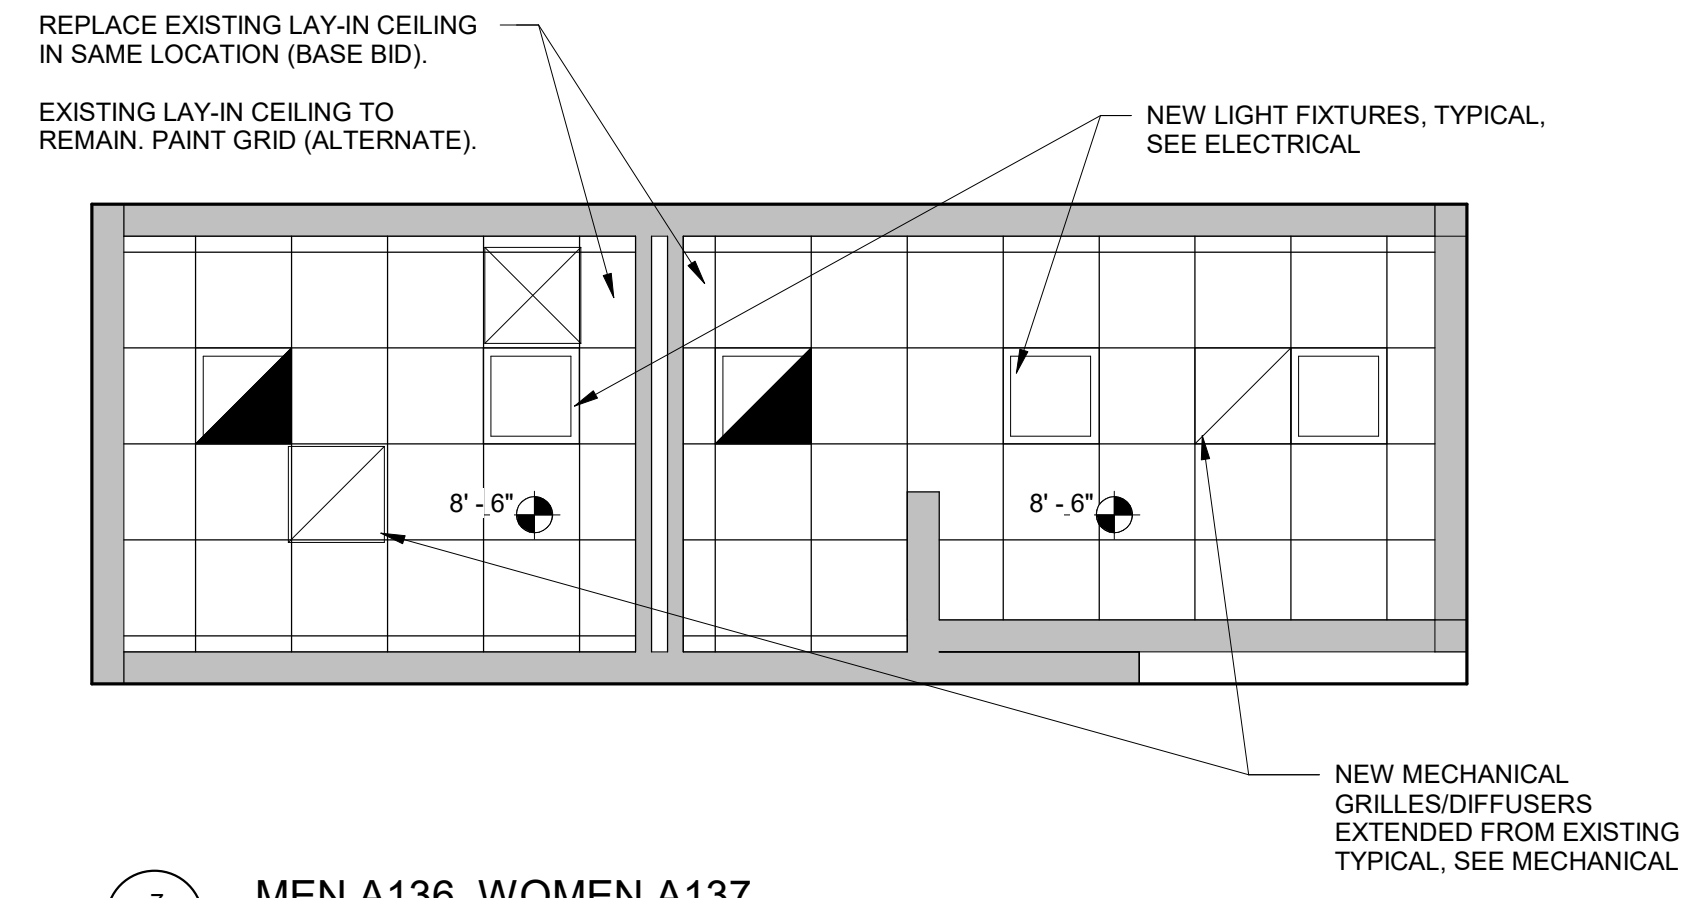 REPLACE EXISTING LAY-IN CEILING
IN SAME LOCATION (BASE BID).
EXISTING LAY-IN CEILING TO
REMAIN. PAINT GRID (ALTERNATE).
NEW LIGHT FIXTURES, TYPICAL,
SEE ELECTRICAL
8' - 6"
8' - 6"
NEW MECHANICAL
GRILLES/DIFFUSERS
EXTENDED FROM EXISTING
TYPICAL, SEE MECHANICAL
MEN A136, WOMEN A137